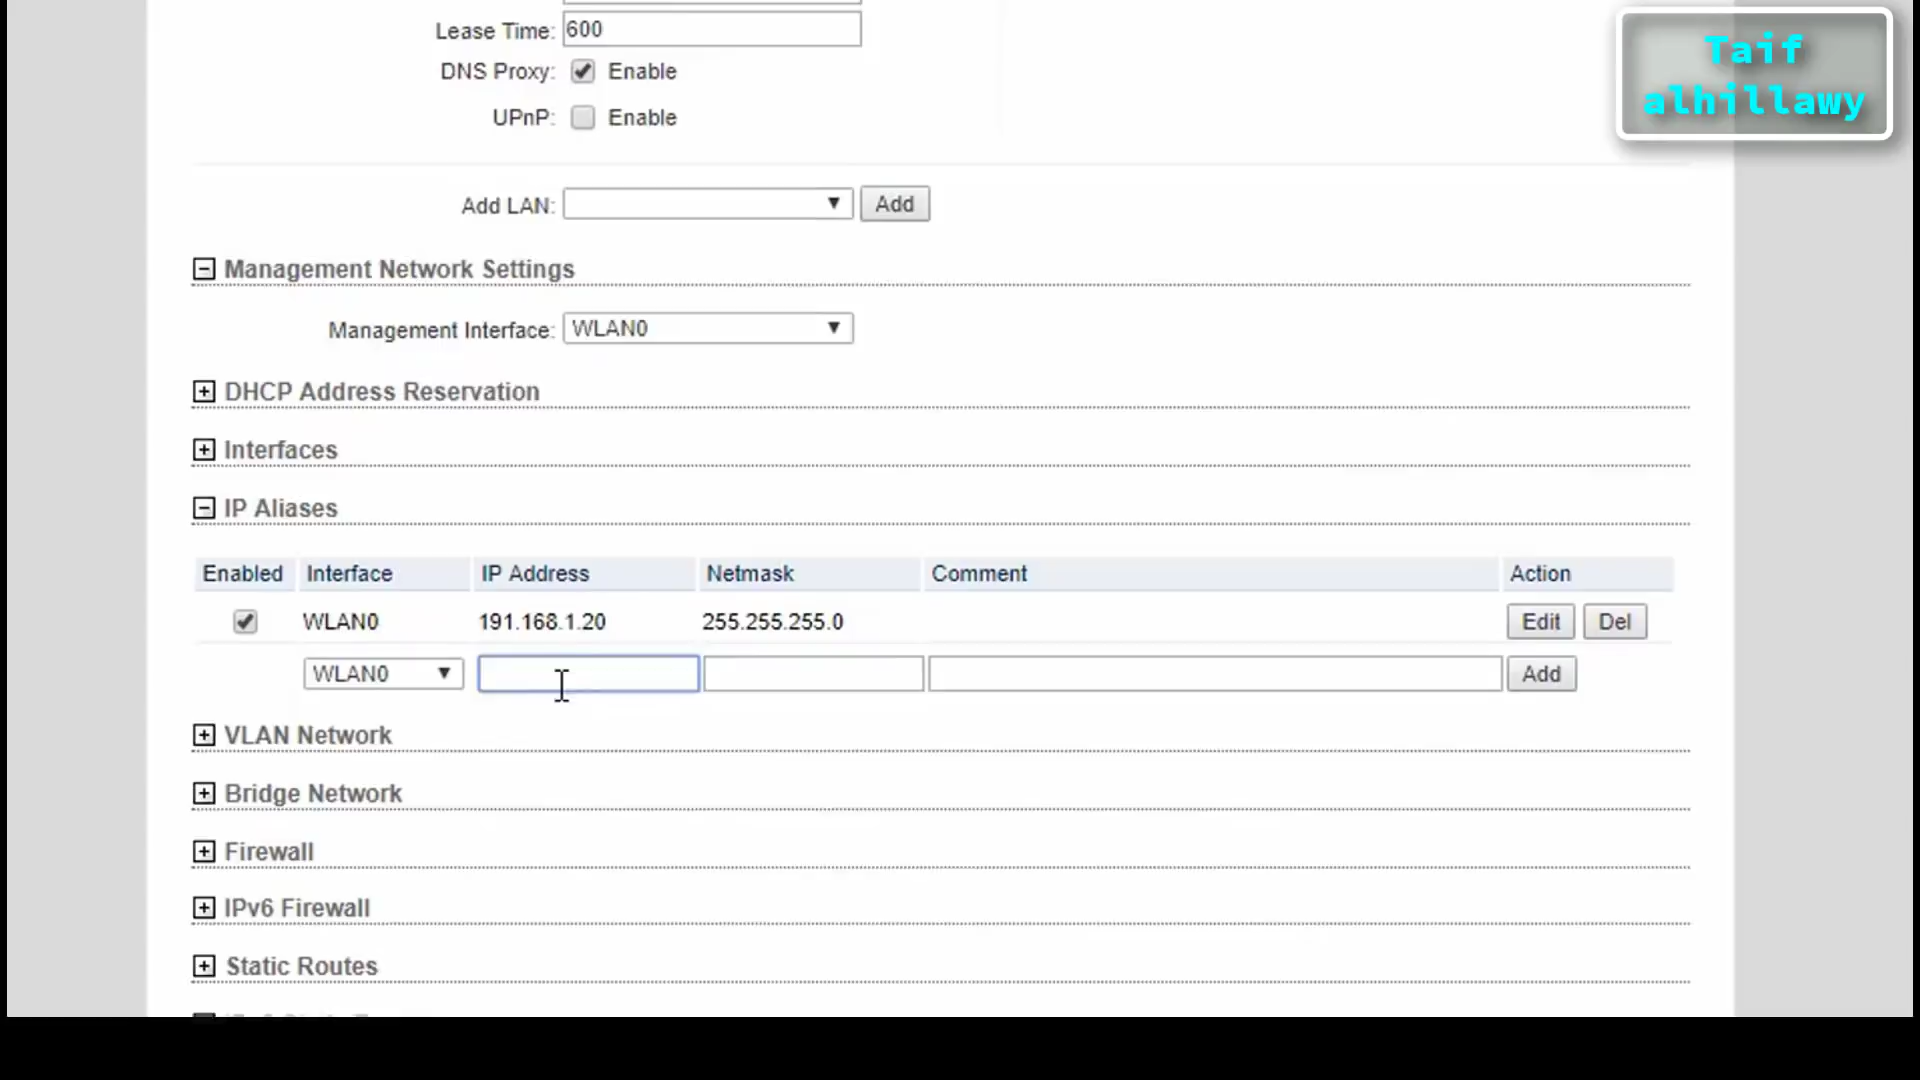 Lease Time: 600
Taif
alhillawy
DNS Proxy: Enable
UPnP: Enable
Add LAN: Add
Management Network Settings
Management Interface: WLAN0
DHCP Address Reservation
Interfaces
IP Aliases
Enabled Interface IP Address Netmask Comment Action
WLAN0 191.168.1.20 255.255.255.0 Edit Del
WLAN0 Add
VLAN Network
Bridge Network
Firewall
IPv6 Firewall
Static Routes